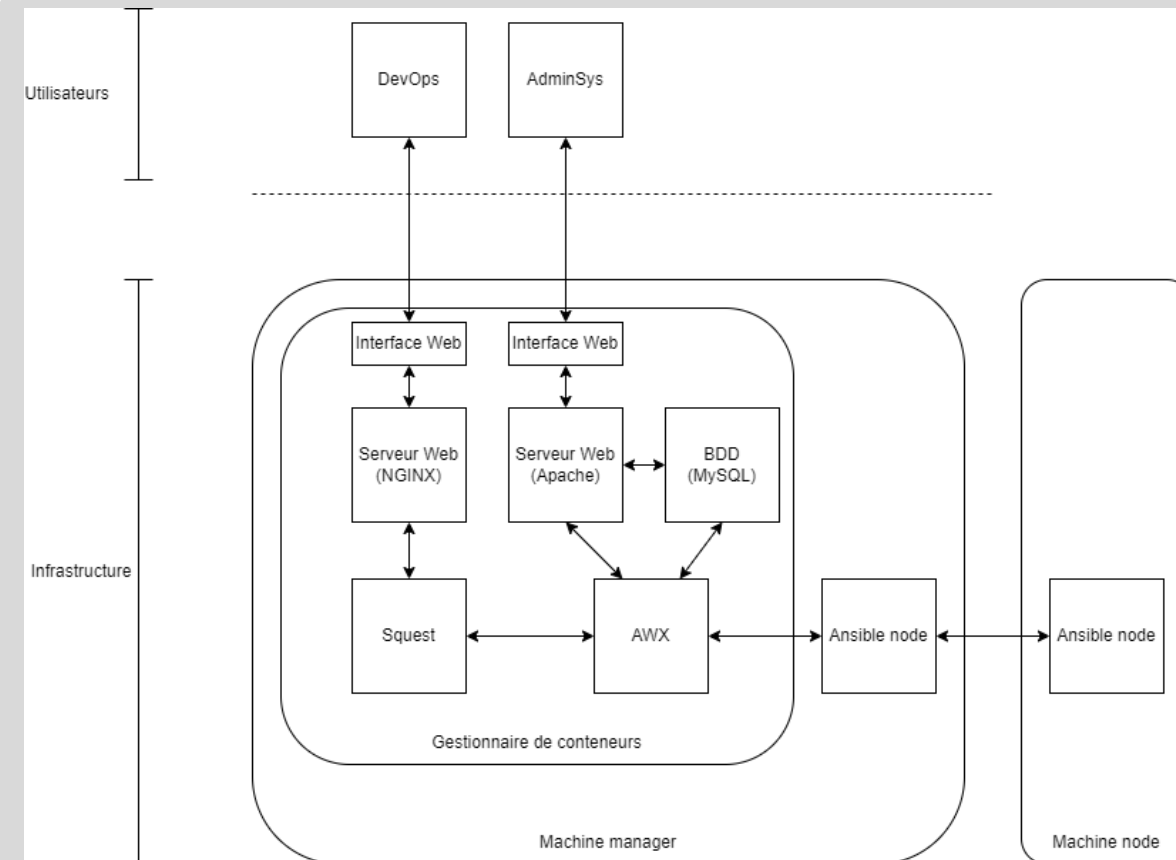 DevOps
AdminSys
Utilisateurs
Interface Web
Interface Web
Serveur Web
(NGINX)
Serveur Web
(Apache)
BDD
(MySQL)
Infrastructure
Squest
AWX
Ansible node
Ansible node
Gestionnaire de conteneurs
Machine manager
Machine node